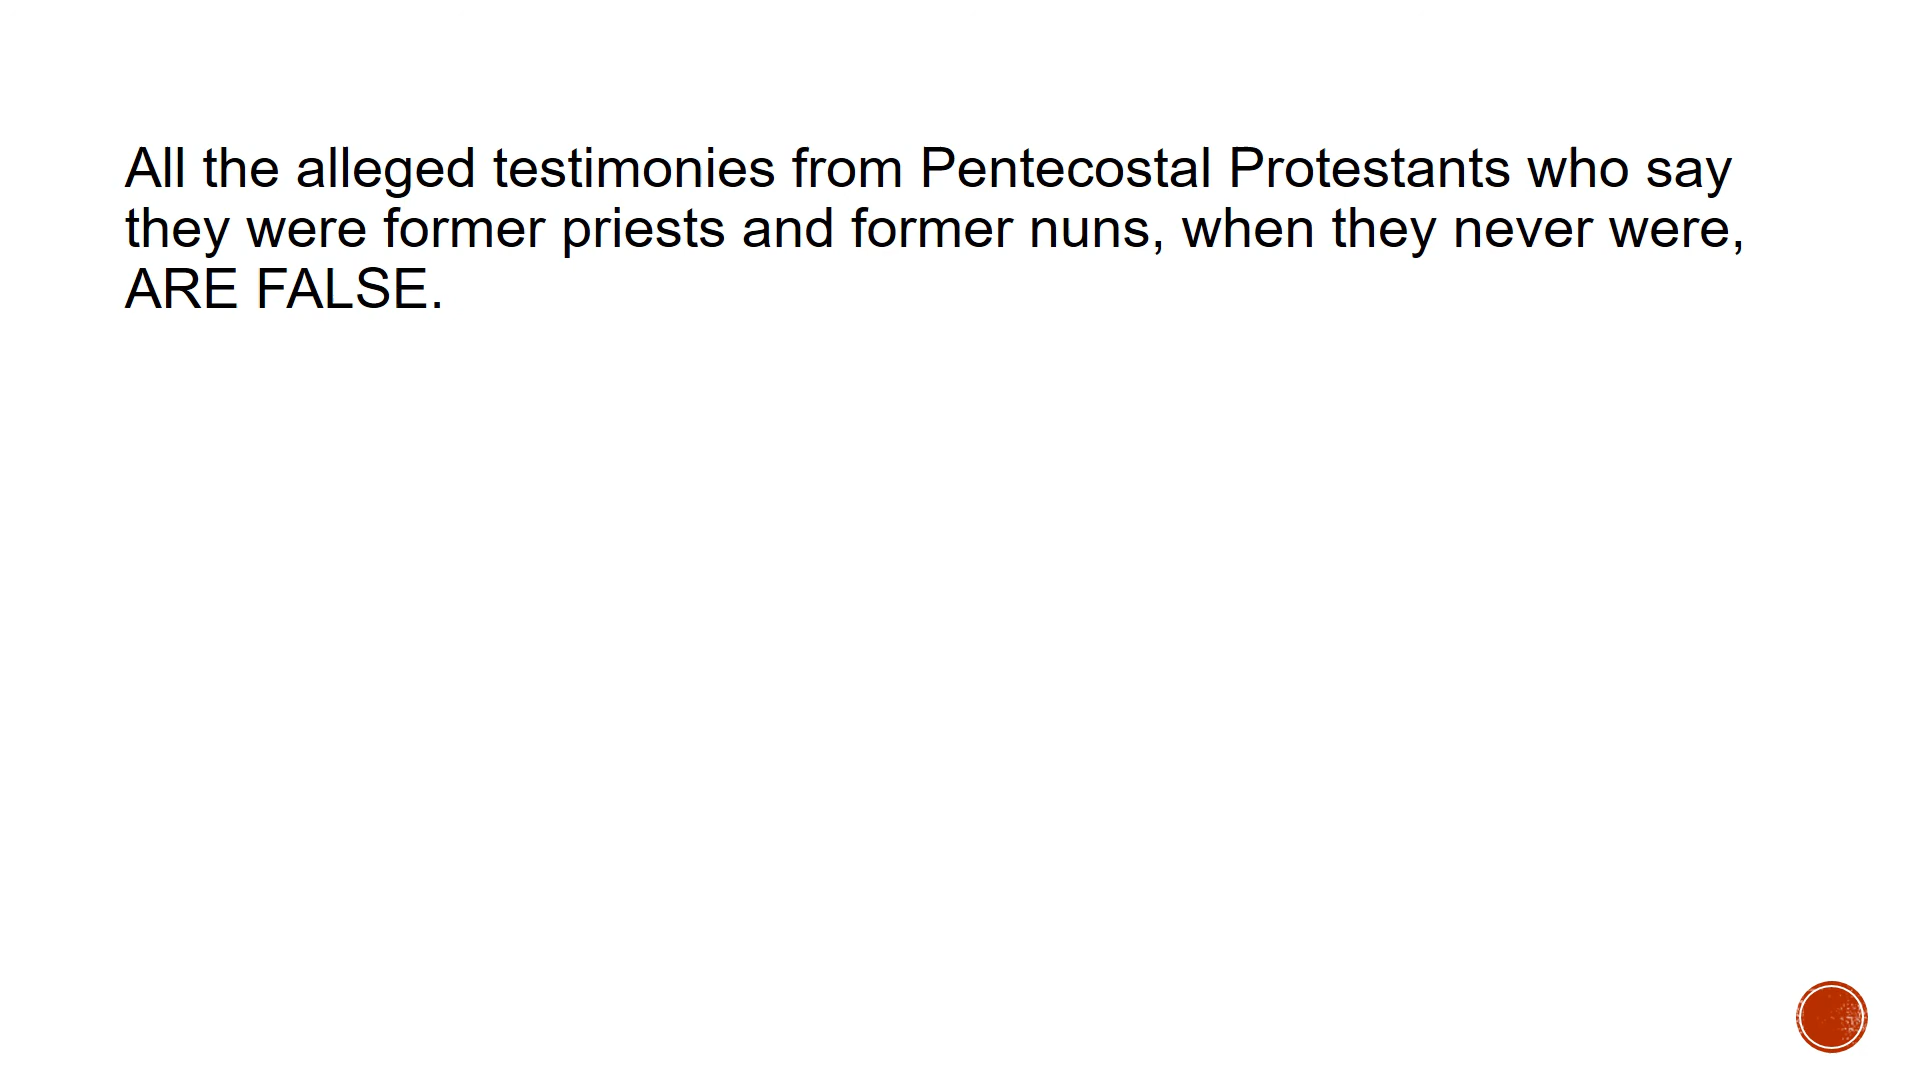 All the alleged testimonies from Pentecostal Protestants who say
they were former priests and former nuns, when they never were,
ARE FALSE.